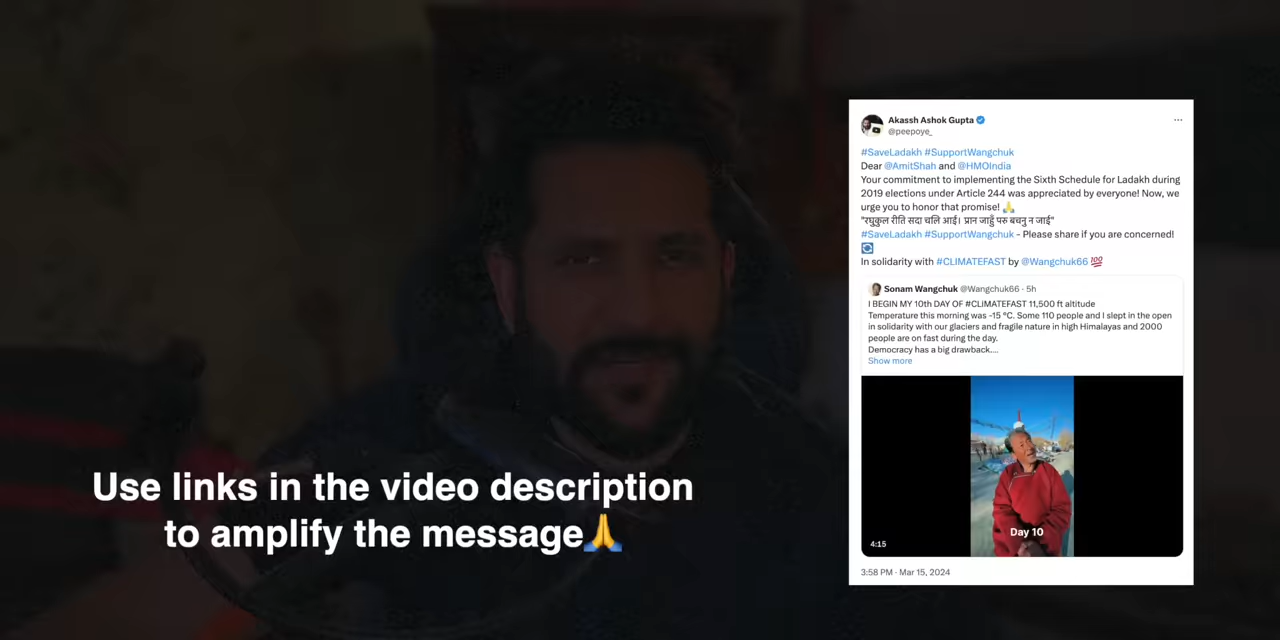 Akassh Ashok Gupta
@peepoye_
#SaveLadakh #SupportWangchuk
Dear @AmitShah and @HMOIndia
Your commitment to implementing the Sixth Schedule for Ladakh during
2019 elections under Article 244 was appreciated by everyone! Now, we
urge you to honor that promise! 🙏
"रघुकुल रीति सदा चलि आई। प्रान जाहुँ परु बचनु न जाई"
#SaveLadakh #SupportWangchuk - Please share if you are concerned!
🔄
In solidarity with #CLIMATEFAST by @Wangchuk66 💯
Sonam Wangchuk @Wangchuk66 · 5h
I BEGIN MY 10th DAY OF #CLIMATEFAST 11,500 ft altitude
Temperature this morning was -15 °C. Some 110 people and I slept in the open
in solidarity with our glaciers and fragile nature in high Himalayas and 2000
people are on fast during the day.
Democracy has a big drawback....
Show more
Day 10
4:15
3:58 PM · Mar 15, 2024
Use links in the video description
to amplify the message🙏